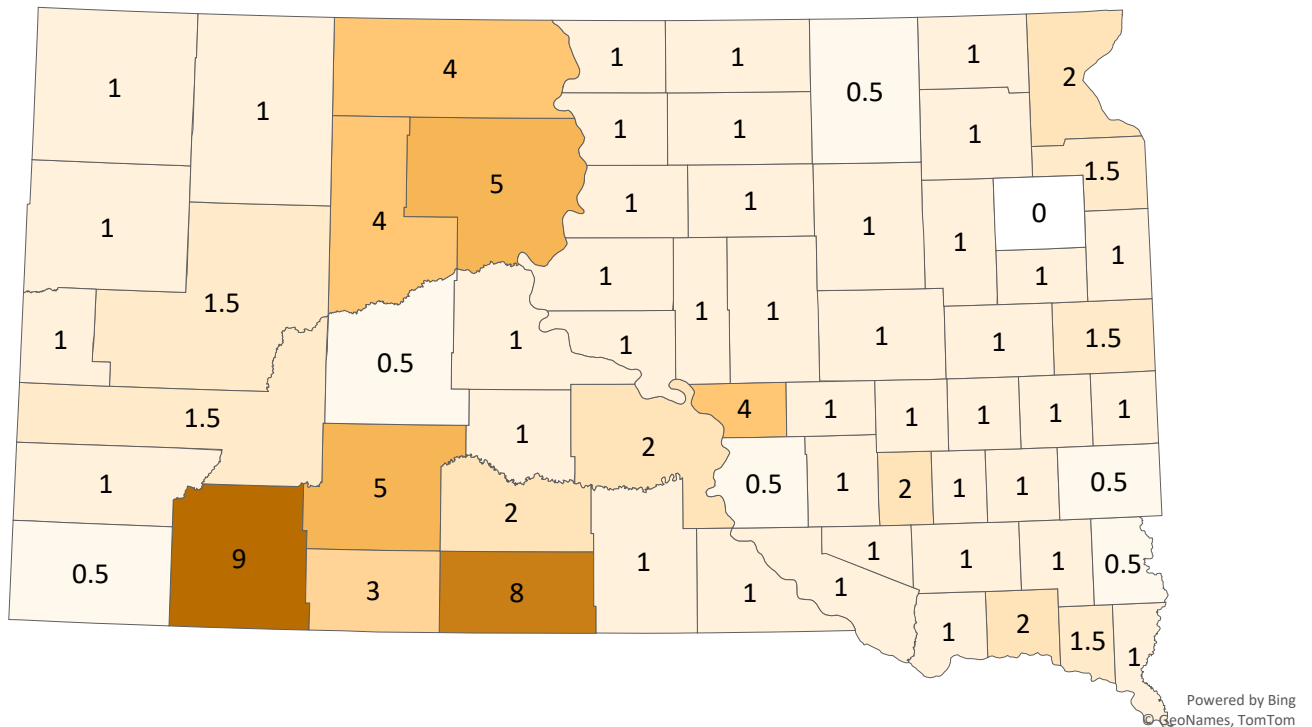 1 1 4 1 1 0.5 1 2
1 1 1
1 5 4 1 1 1 1 0 1.5
1.5 1 1 1 1 1
1 0.5 1 1 1 1 1.5
1.5 1 2 4 1 1 1 1 1
1 5 2 0.5 1 2 1 1 0.5
0.5 9 3 8 1 1 1 1 1 1 0.5
1 2 1.5 1
Powered by Bing
© GeoNames, TomTom